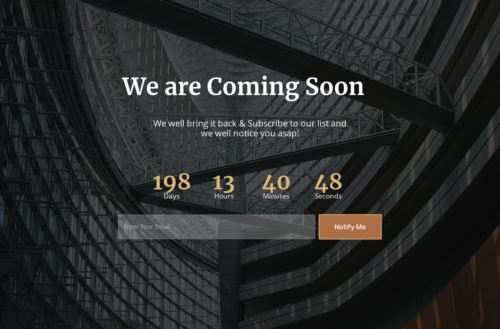 We are Coming Soon
We well bring it back & Subscribe to our list and
we well notice you asap!
198 13 40 48
Days Hours Minutes Seconds
Enter Your Email Notify Me